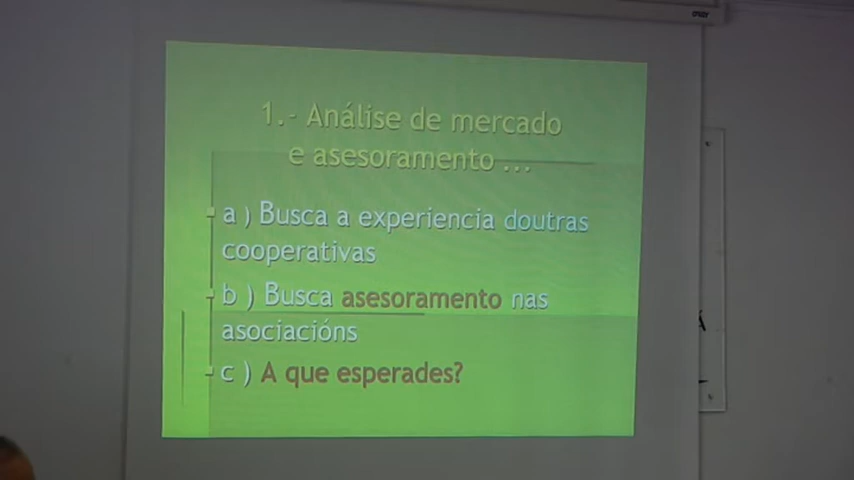 1.- Análise de mercado
e asesoramento ...
a ) Busca a experiencia doutras
cooperativas
b ) Busca asesoramento nas
asociacións
c ) A que esperades?